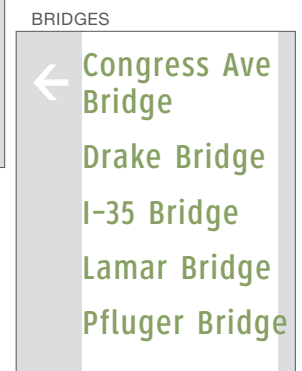 BRIDGES
Congress Ave
Bridge
Drake Bridge
I-35 Bridge
Lamar Bridge
Pfluger Bridge